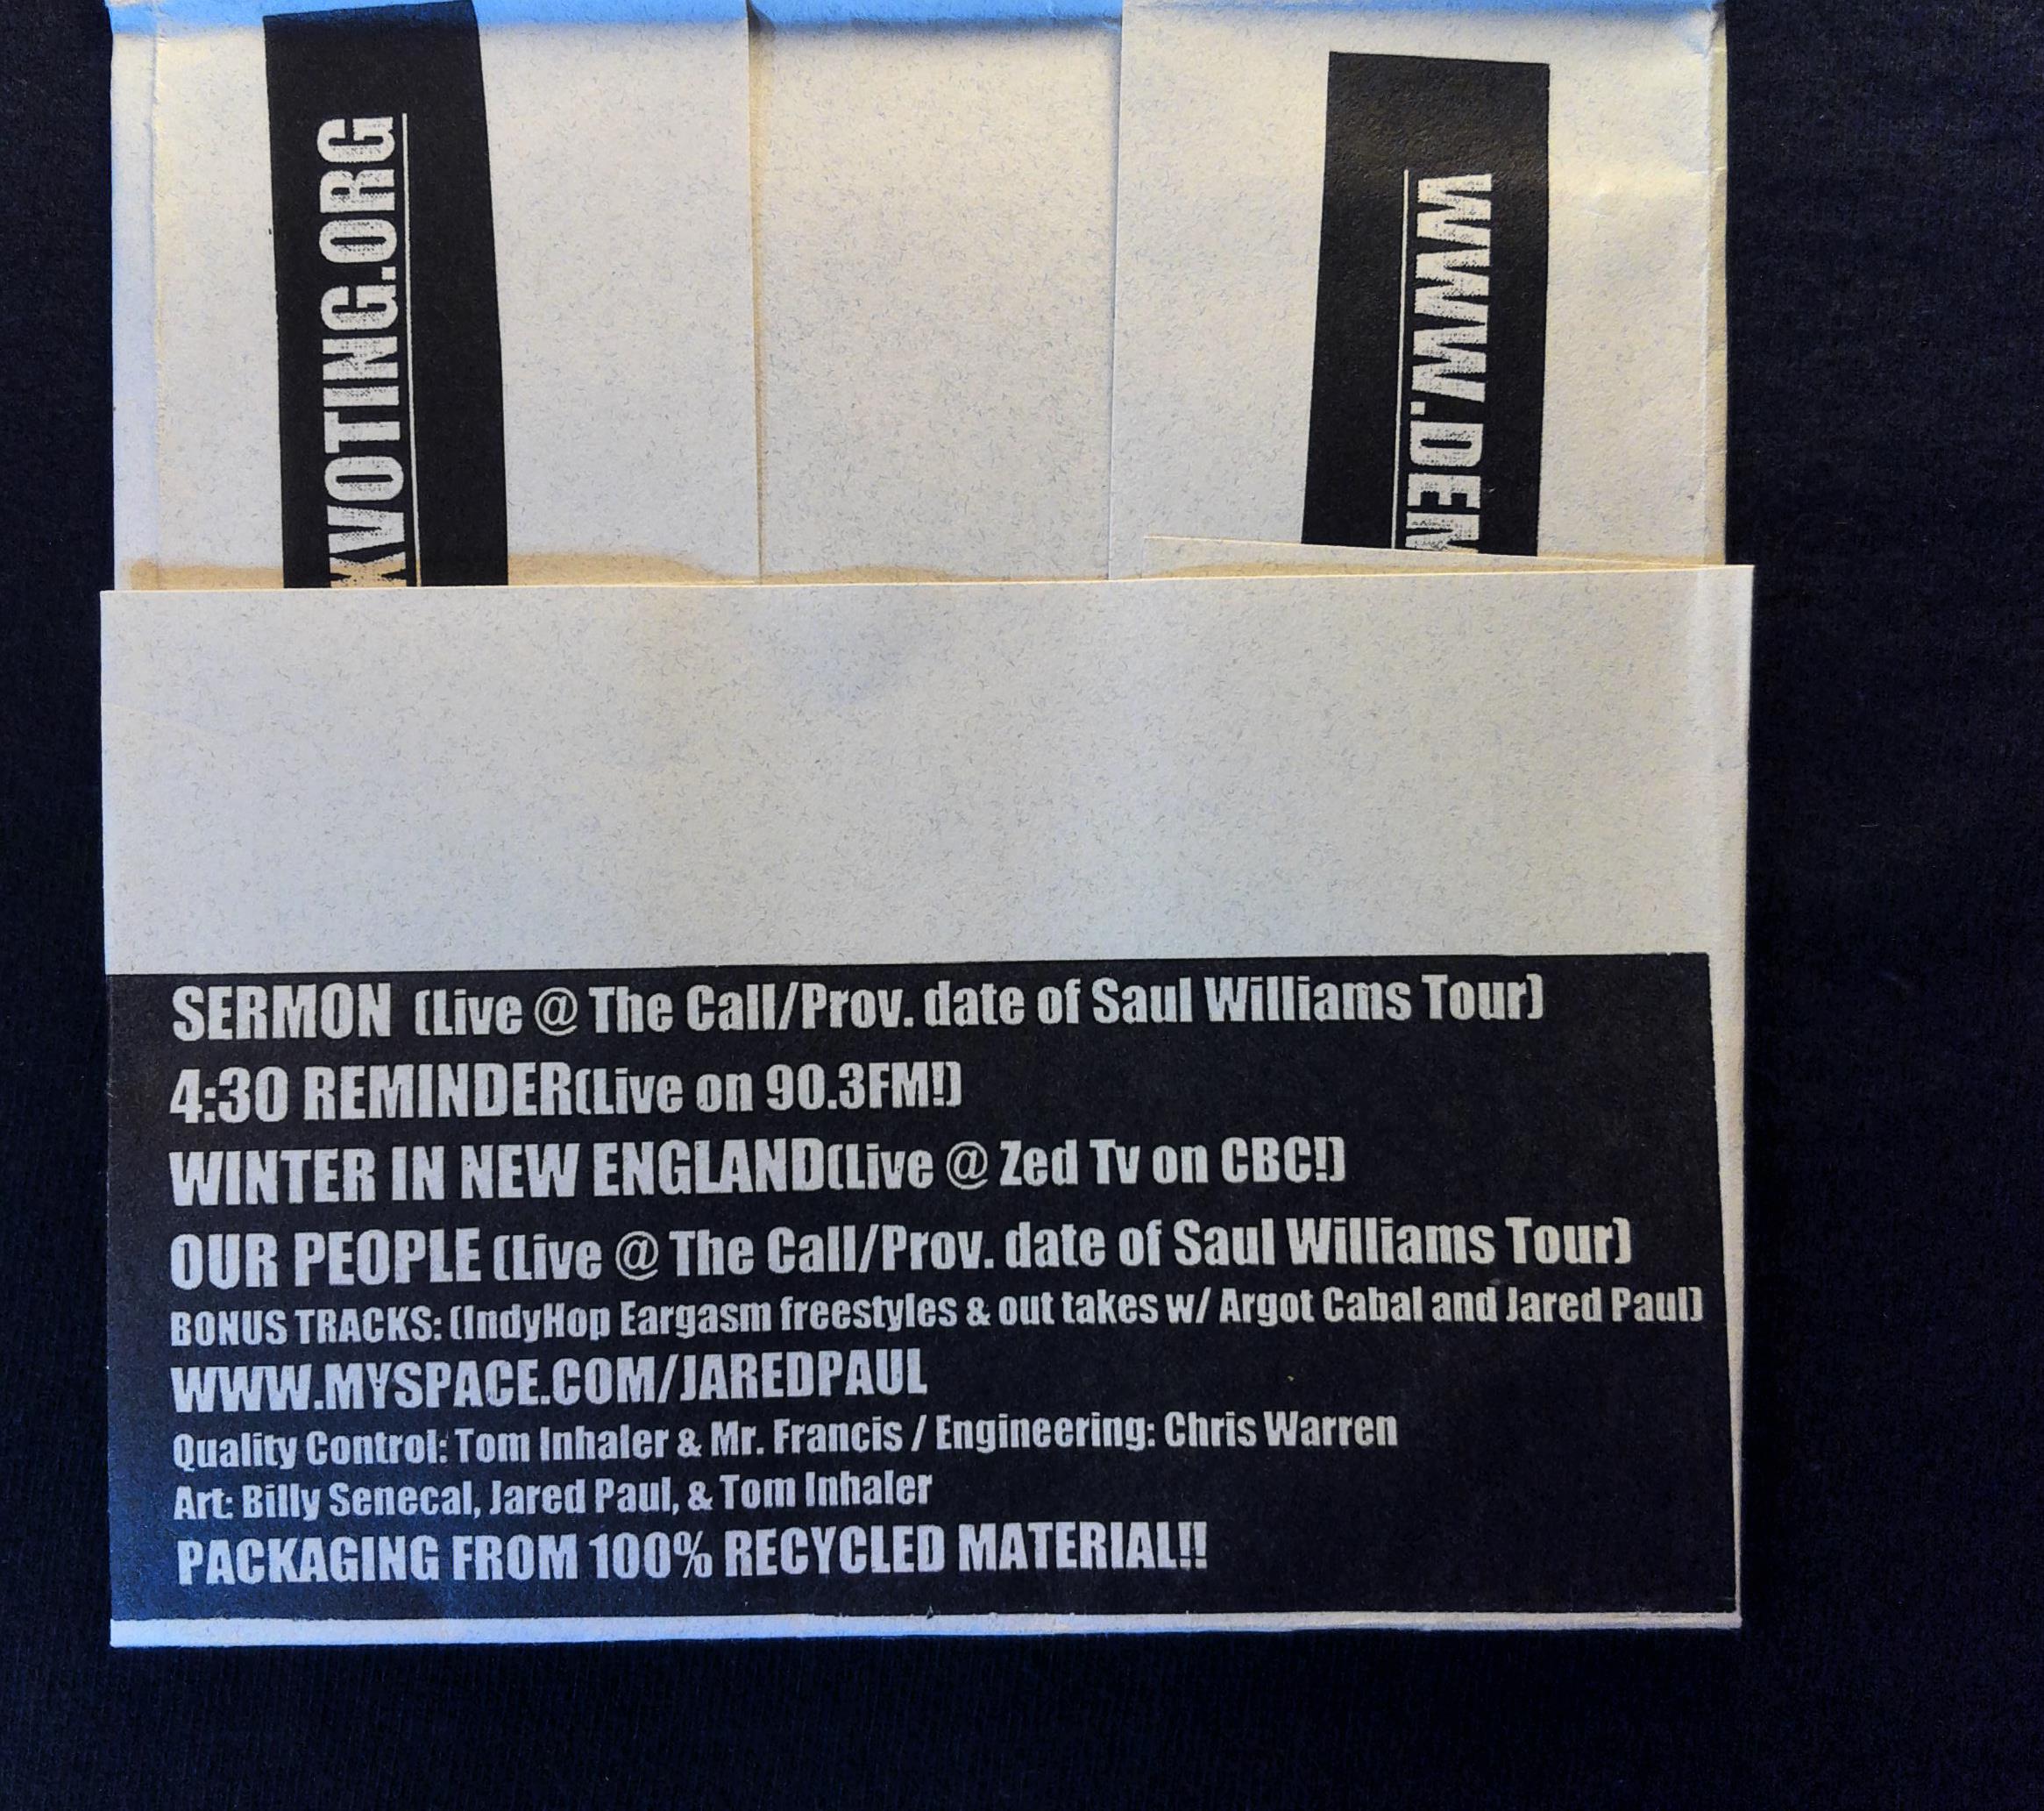 KVOTING.ORG
WWW.DEM
SERMON (Live @ The Call/Prov. date of Saul Williams Tour)
4:30 REMINDER(Live on 90.3FM!)
WINTER IN NEW ENGLAND(Live @ Zed Tv on CBC!)
OUR PEOPLE (Live @ The Call/Prov. date of Saul Williams Tour)
BONUS TRACKS: (IndyHop Eargasm freestyles & out takes w/ Argot Cabal and Jared Paul)
WWW.MYSPACE.COM/JAREDPAUL
Quality Control: Tom Inhaler & Mr. Francis / Engineering: Chris Warren
Art: Billy Senecal, Jared Paul, & Tom Inhaler
PACKAGING FROM 100% RECYCLED MATERIAL!!